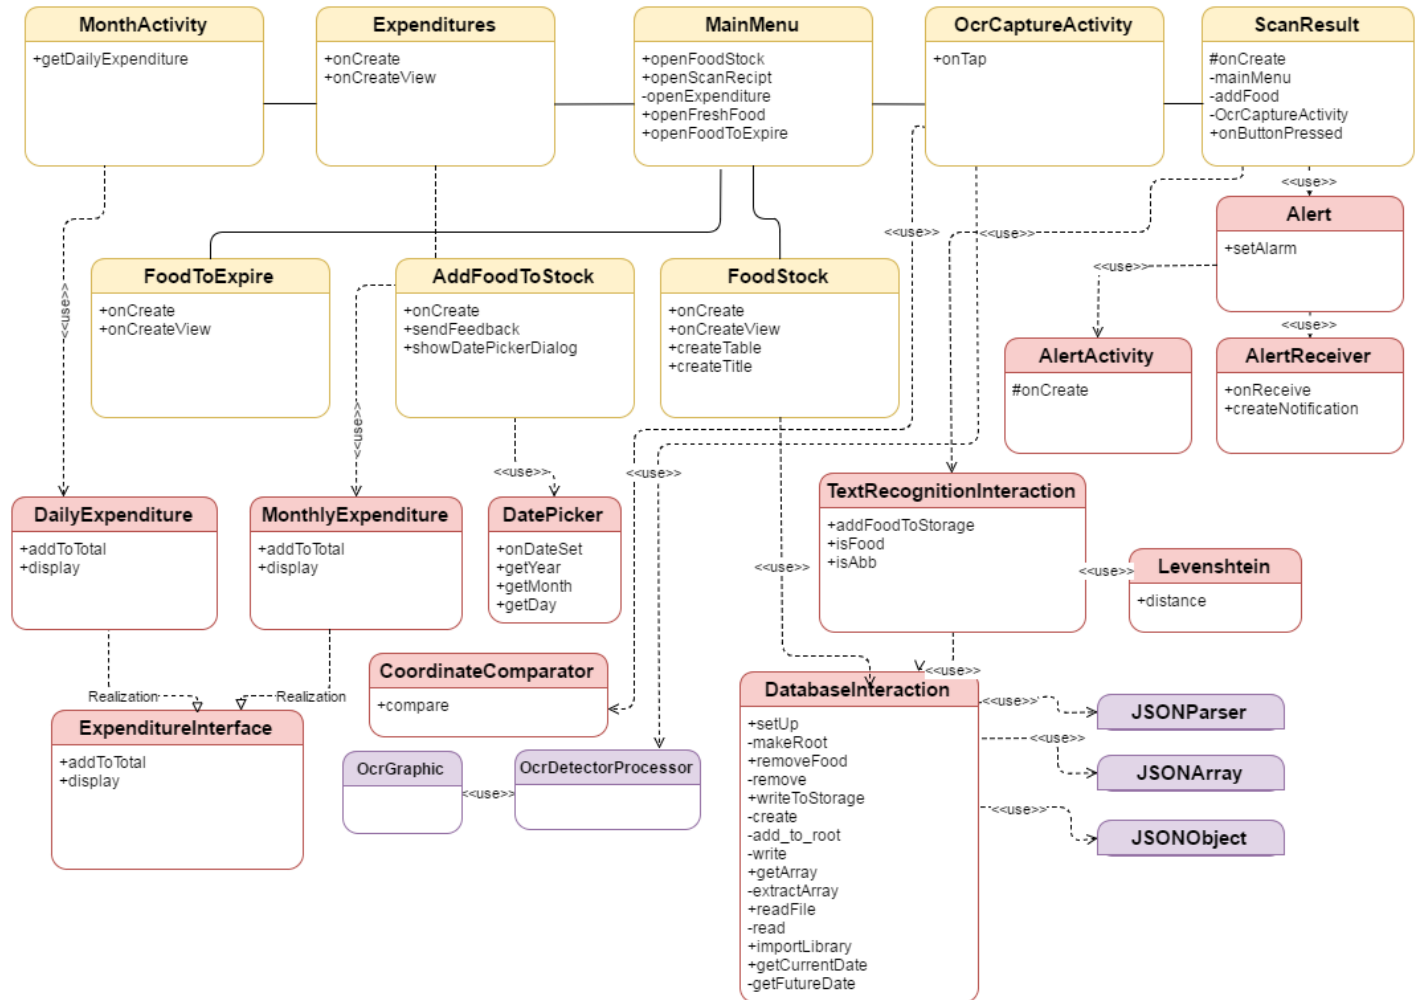 MonthActivity
+getDailyExpenditure
Expenditures
+onCreate
+onCreateView
MainMenu
+openFoodStock
+openScanRecipt
-openExpenditure
+openFreshFood
+openFoodToExpire
OcrCaptureActivity
+onTap
ScanResult
#onCreate
-mainMenu
-addFood
-OcrCaptureActivity
+onButtonPressed
<<use>>
<<use>>
<<use>>
<<use>>
Alert
+setAlarm
<<use>>
<<use>>
FoodToExpire
+onCreate
+onCreateView
AddFoodToStock
+onCreate
+sendFeedback
+showDatePickerDialog
FoodStock
+onCreate
+onCreateView
+createTable
+createTitle
AlertActivity
#onCreate
AlertReceiver
+onReceive
+createNotification
<<use>>
<<use>>
<<use>>
DailyExpenditure
+addToTotal
+display
MonthlyExpenditure
+addToTotal
+display
DatePicker
+onDateSet
+getYear
+getMonth
+getDay
TextRecognitionInteraction
+addFoodToStorage
+isFood
+isAbb
<<use>>
<<use>>
Levenshtein
+distance
Realization
Realization
ExpenditureInterface
+addToTotal
+display
CoordinateComparator
+compare
<<use>>
DatabaseInteraction
+setUp
-makeRoot
+removeFood
-remove
+writeToStorage
-create
-add_to_root
-write
+getArray
-extractArray
+readFile
-read
+importLibrary
+getCurrentDate
-getFutureDate
OcrGraphic
<<use>>
OcrDetectorProcessor
<<use>>
JSONParser
<<use>>
JSONArray
<<use>>
JSONObject